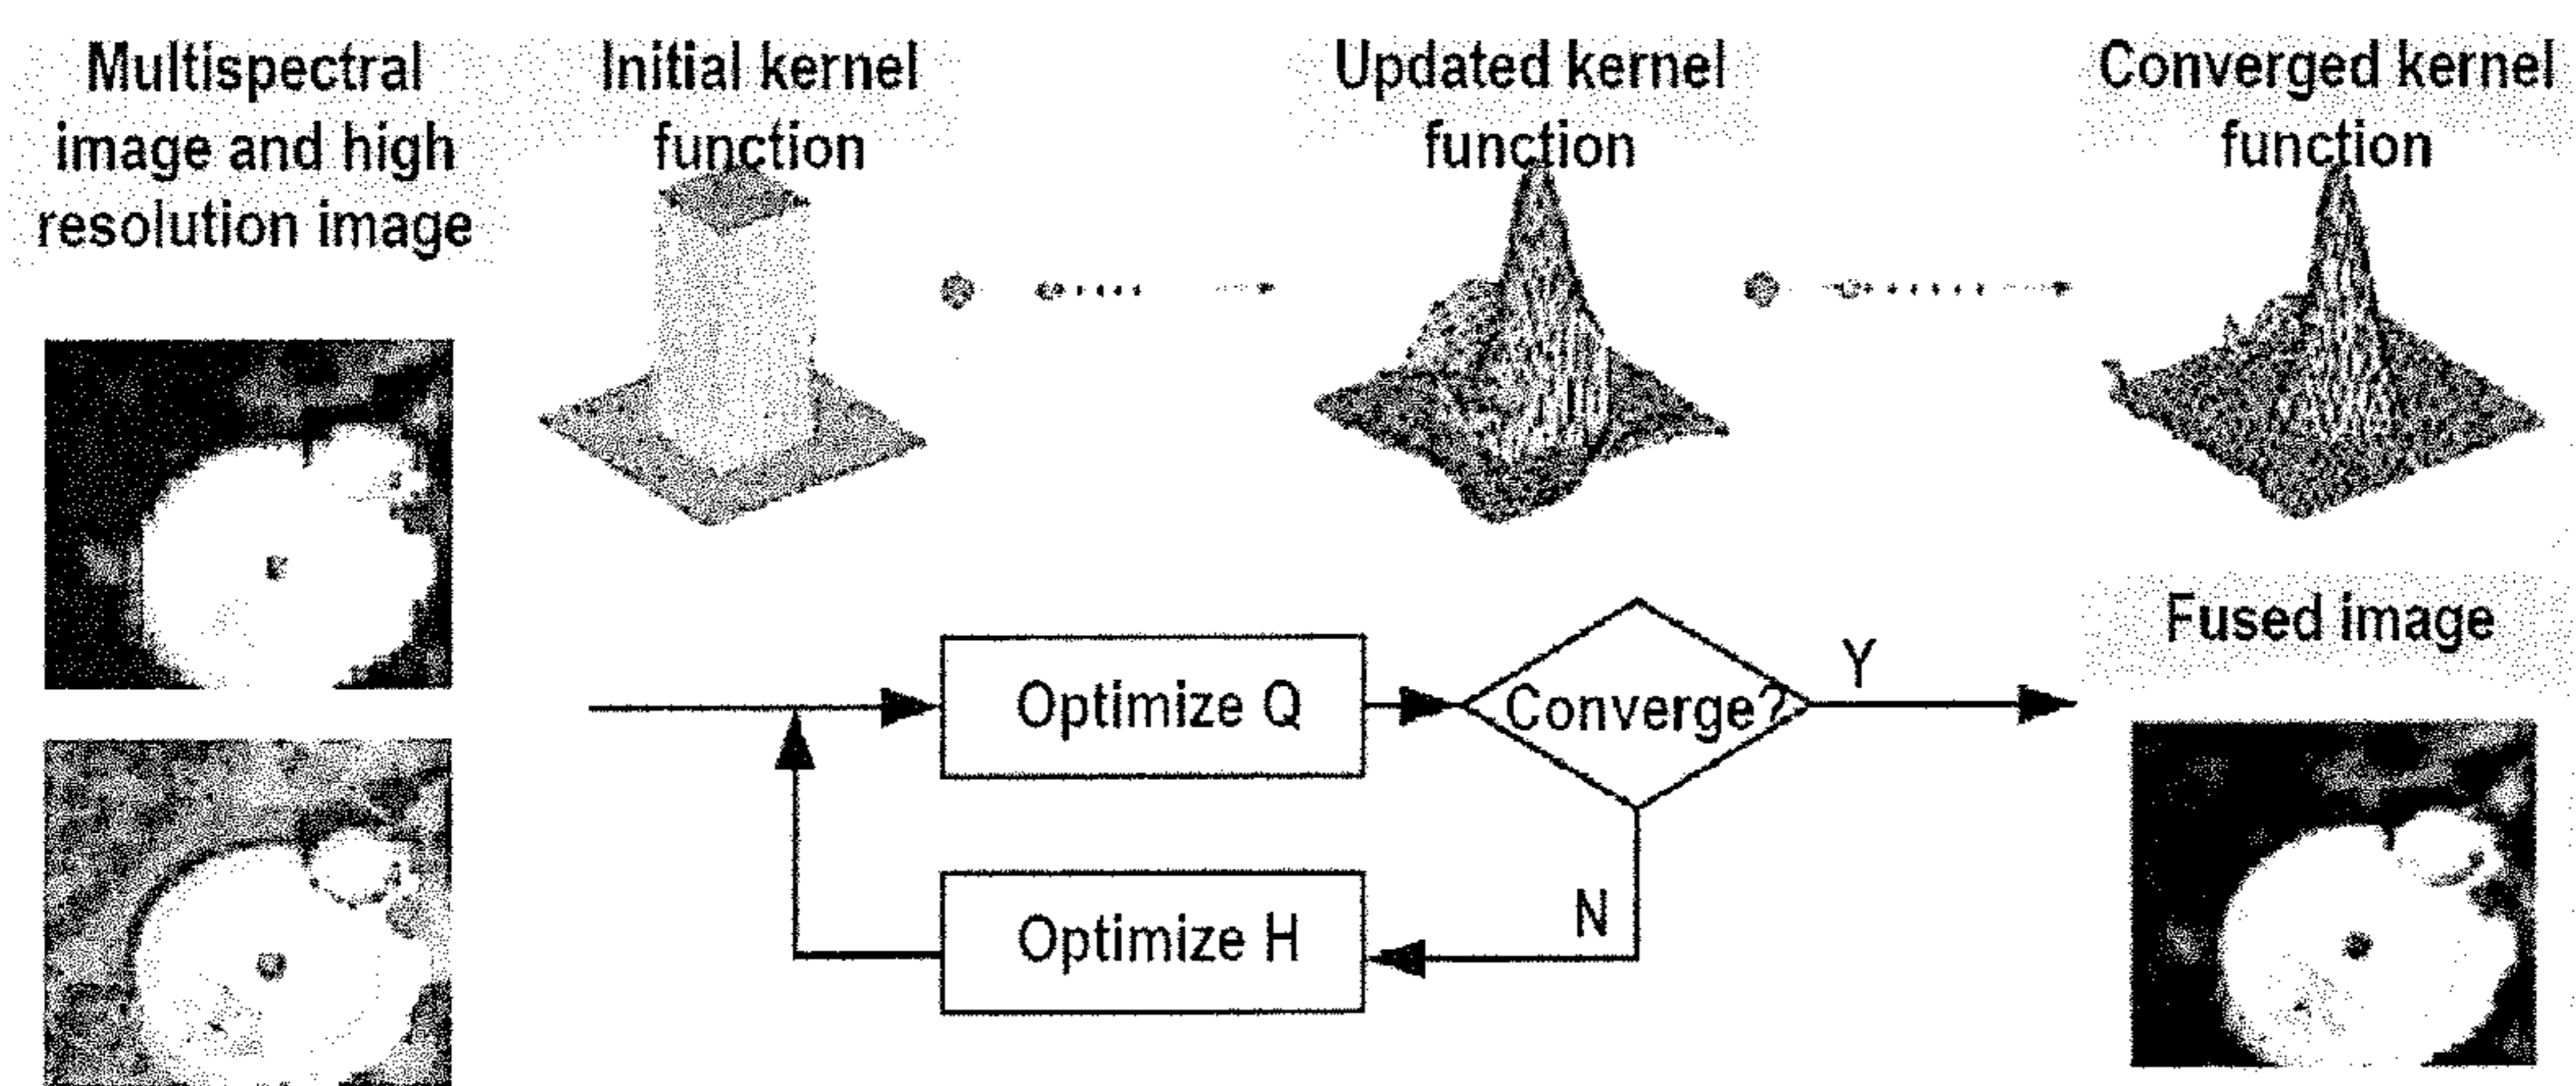 Multispectral
image and high
resolution image
Initial kernel
function
Updated kernel
function
Converged kernel
function
Optimize Q
Converge?
Y
N
Optimize H
Fused image